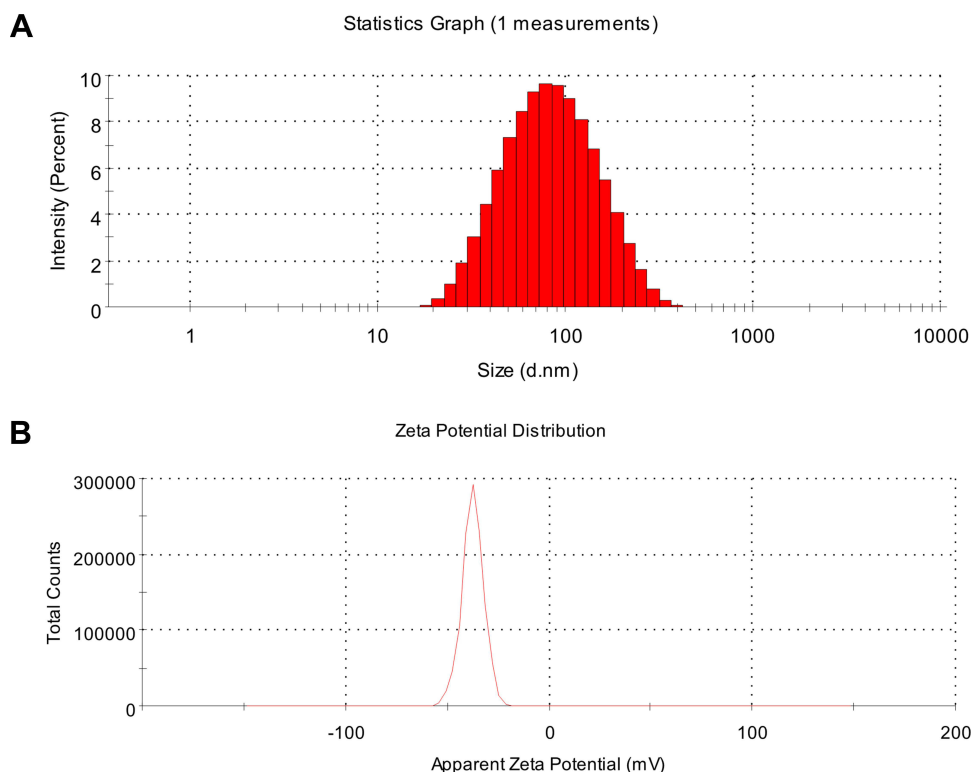 A
Statistics Graph (1 measurements)
10
8
6
4
2
0
Intensity (Percent)
1 10 100 1000 10000
Size (d.nm)
B
Zeta Potential Distribution
300000
200000
100000
0
Total Counts
-100 0 100 200
Apparent Zeta Potential (mV)